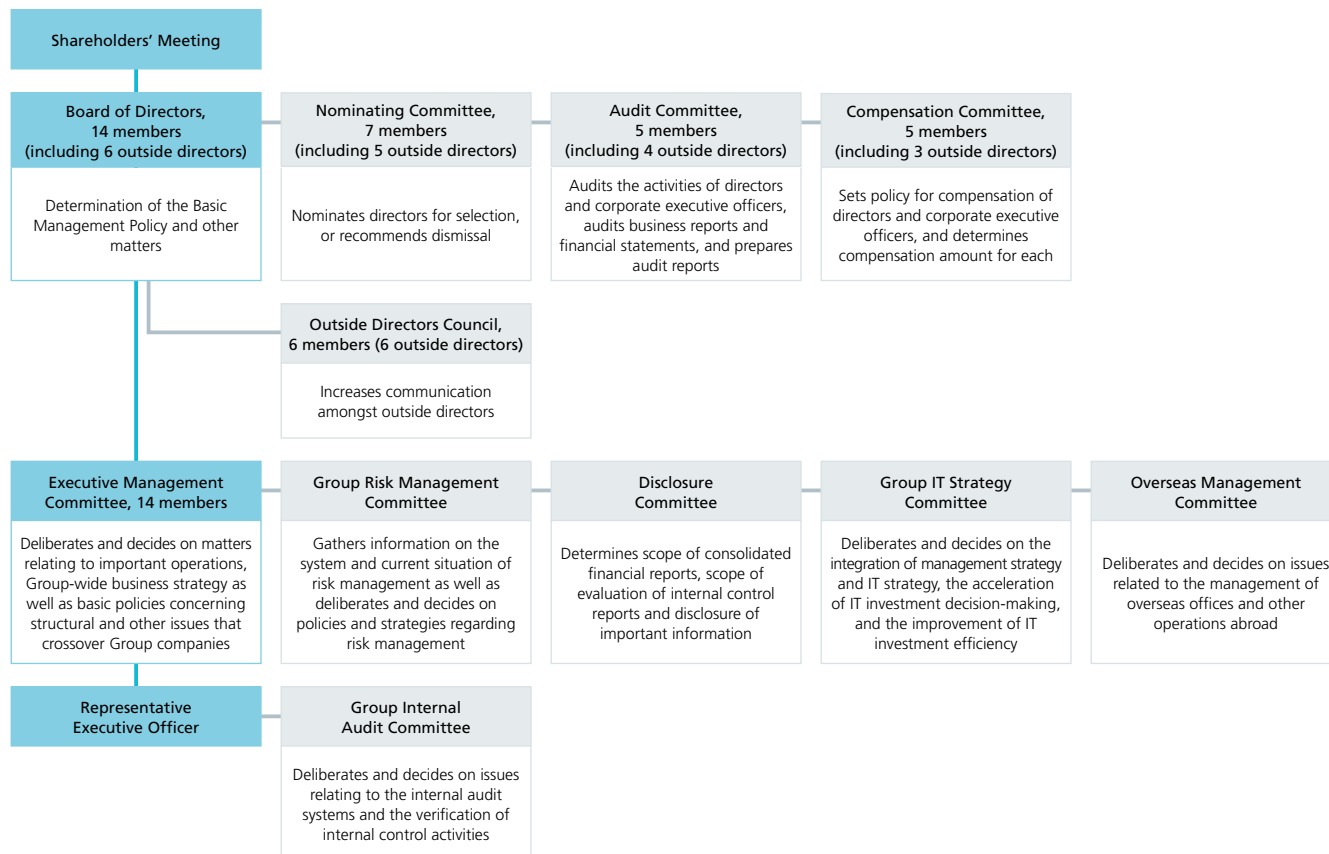 Shareholders’ Meeting
Board of Directors,
14 members
(including 6 outside directors)
Determination of the Basic
Management Policy and other
matters
Nominating Committee,
7 members
(including 5 outside directors)
Nominates directors for selection,
or recommends dismissal
Audit Committee,
5 members
(including 4 outside directors)
Audits the activities of directors
and corporate executive officers,
audits business reports and
financial statements, and prepares
audit reports
Compensation Committee,
5 members
(including 3 outside directors)
Sets policy for compensation of
directors and corporate executive
officers, and determines
compensation amount for each
Outside Directors Council,
6 members (6 outside directors)
Increases communication
amongst outside directors
Executive Management
Committee, 14 members
Deliberates and decides on matters
relating to important operations,
Group-wide business strategy as
well as basic policies concerning
structural and other issues that
crossover Group companies
Group Risk Management
Committee
Gathers information on the
system and current situation of
risk management as well as
deliberates and decides on
policies and strategies regarding
risk management
Disclosure
Committee
Determines scope of consolidated
financial reports, scope of
evaluation of internal control
reports and disclosure of
important information
Group IT Strategy
Committee
Deliberates and decides on the
integration of management strategy
and IT strategy, the acceleration
of IT investment decision-making,
and the improvement of IT
investment efficiency
Overseas Management
Committee
Deliberates and decides on issues
related to the management of
overseas offices and other
operations abroad
Representative
Executive Officer
Group Internal
Audit Committee
Deliberates and decides on issues
relating to the internal audit
systems and the verification of
internal control activities